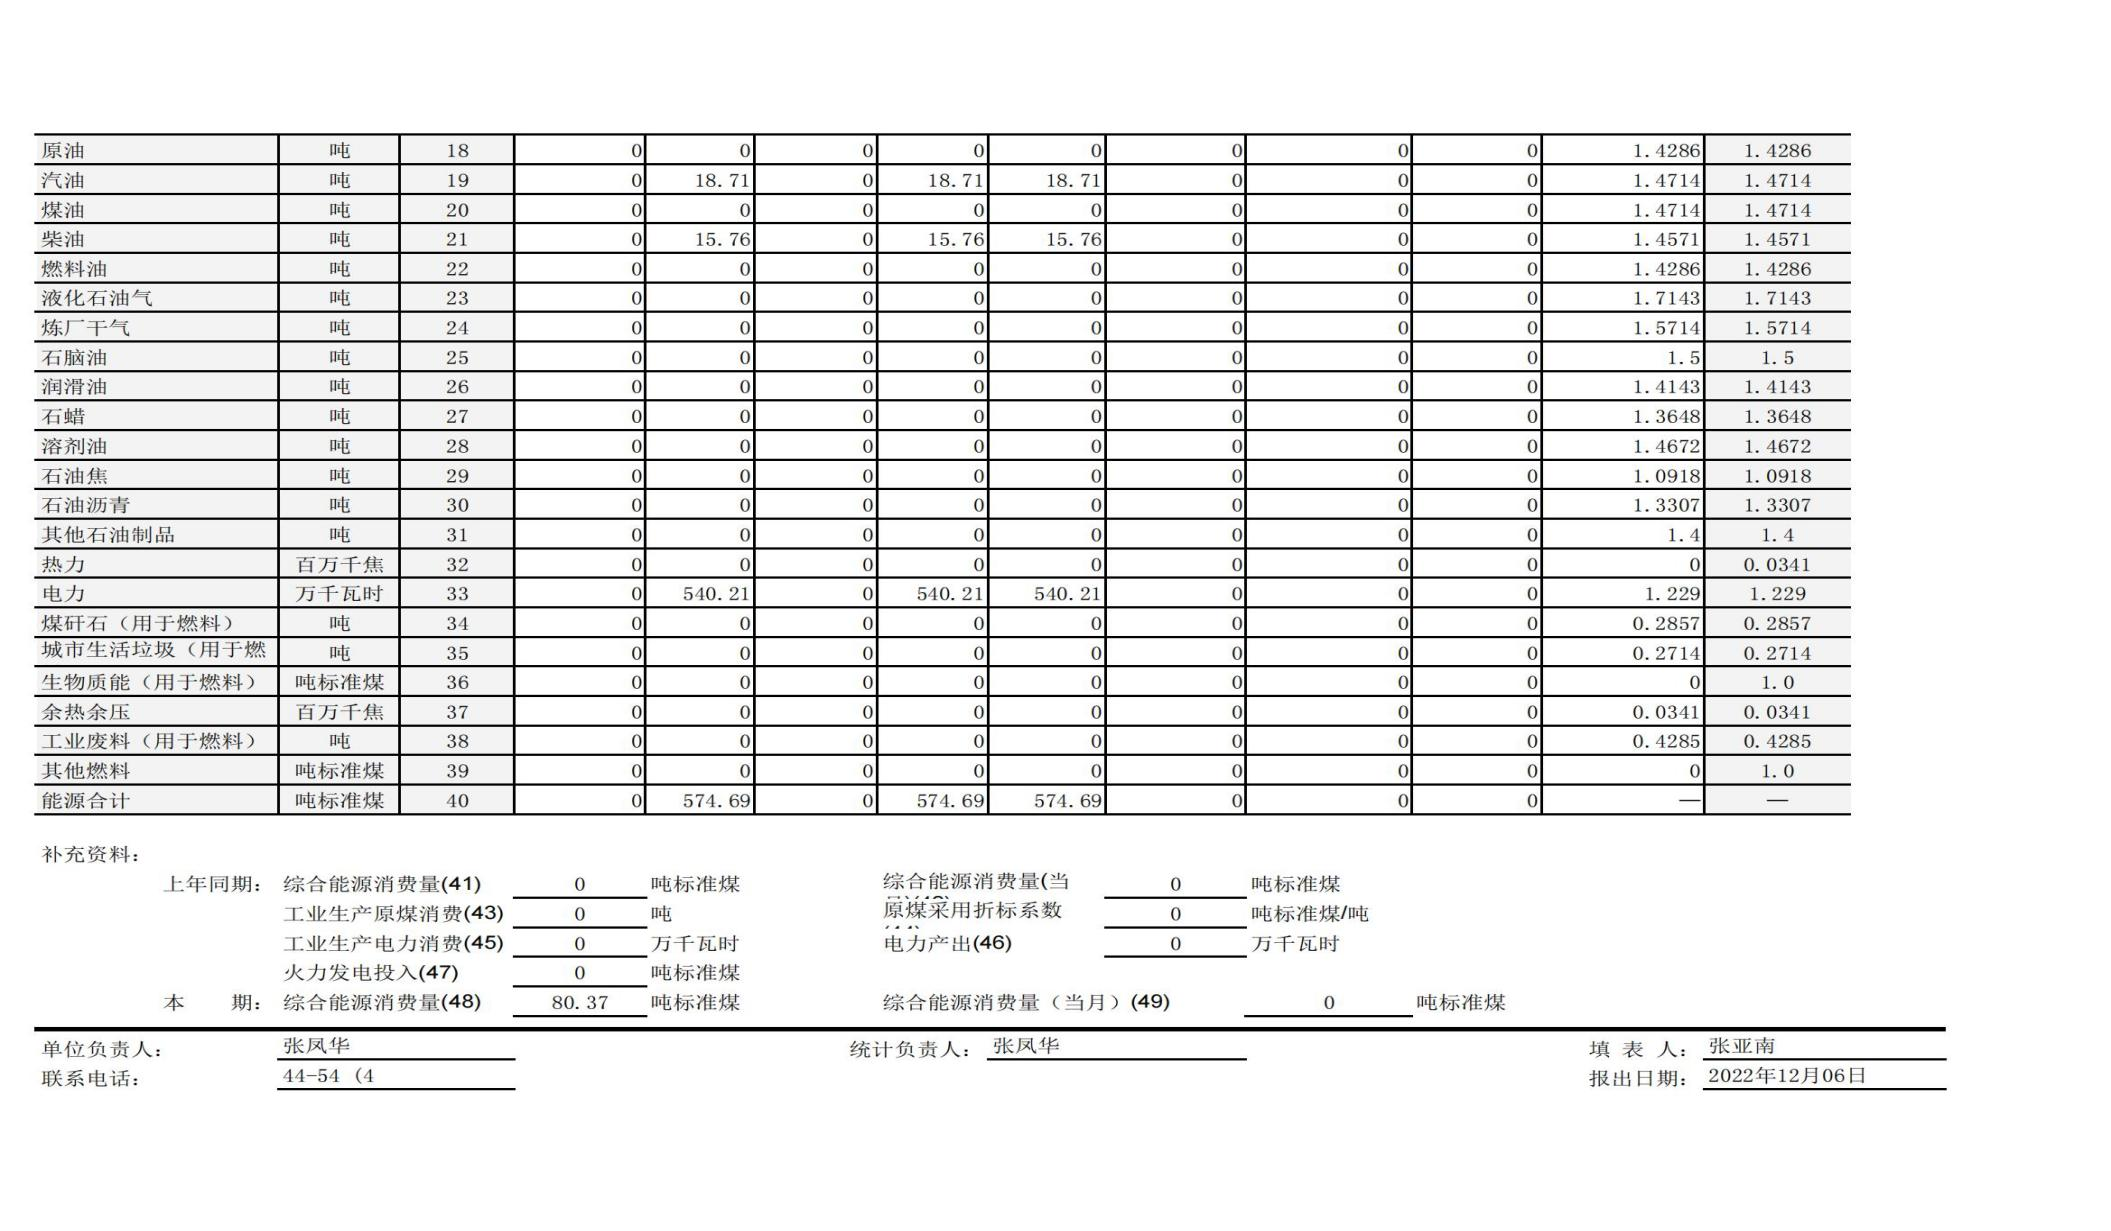 原油 吨 18 0 0 0 0 0 0 0 0 1.4286 1.4286
汽油 吨 19 0 18.71 0 18.71 18.71 0 0 0 1.4714 1.4714
煤油 吨 20 0 0 0 0 0 0 0 0 1.4714 1.4714
柴油 吨 21 0 15.76 0 15.76 15.76 0 0 0 1.4571 1.4571
燃料油 吨 22 0 0 0 0 0 0 0 0 1.4286 1.4286
液化石油气 吨 23 0 0 0 0 0 0 0 0 1.7143 1.7143
炼厂干气 吨 24 0 0 0 0 0 0 0 0 1.5714 1.5714
石脑油 吨 25 0 0 0 0 0 0 0 0 1.5 1.5
润滑油 吨 26 0 0 0 0 0 0 0 0 1.4143 1.4143
石蜡 吨 27 0 0 0 0 0 0 0 0 1.3648 1.3648
溶剂油 吨 28 0 0 0 0 0 0 0 0 1.4672 1.4672
石油焦 吨 29 0 0 0 0 0 0 0 0 1.0918 1.0918
石油沥青 吨 30 0 0 0 0 0 0 0 0 1.3307 1.3307
其他石油制品 吨 31 0 0 0 0 0 0 0 0 1.4 1.4
热力 百万千焦 32 0 0 0 0 0 0 0 0 0 0.0341
电力 万千瓦时 33 0 540.21 0 540.21 540.21 0 0 0 1.229 1.229
煤矸石（用于燃料） 吨 34 0 0 0 0 0 0 0 0 0.2857 0.2857
城市生活垃圾（用于燃 吨 35 0 0 0 0 0 0 0 0 0.2714 0.2714
生物质能（用于燃料） 吨标准煤 36 0 0 0 0 0 0 0 0 0 1.0
余热余压 百万千焦 37 0 0 0 0 0 0 0 0 0.0341 0.0341
工业废料（用于燃料） 吨 38 0 0 0 0 0 0 0 0 0.4285 0.4285
其他燃料 吨标准煤 39 0 0 0 0 0 0 0 0 0 1.0
能源合计 吨标准煤 40 0 574.69 0 574.69 574.69 0 0 0 — —
补充资料：
上年同期： 综合能源消费量(41) 0 吨标准煤 综合能源消费量(当 0 吨标准煤
工业生产原煤消费(43) 0 吨 原煤采用折标系数 0 吨标准煤/吨
工业生产电力消费(45) 0 万千瓦时 电力产出(46) 0 万千瓦时
火力发电投入(47) 0 吨标准煤
本 期： 综合能源消费量(48) 80.37 吨标准煤 综合能源消费量（当月）(49) 0 吨标准煤
单位负责人： 张凤华 统计负责人： 张凤华 填 表 人： 张亚南
联系电话： 44-54 (4 报出日期： 2022年12月06日